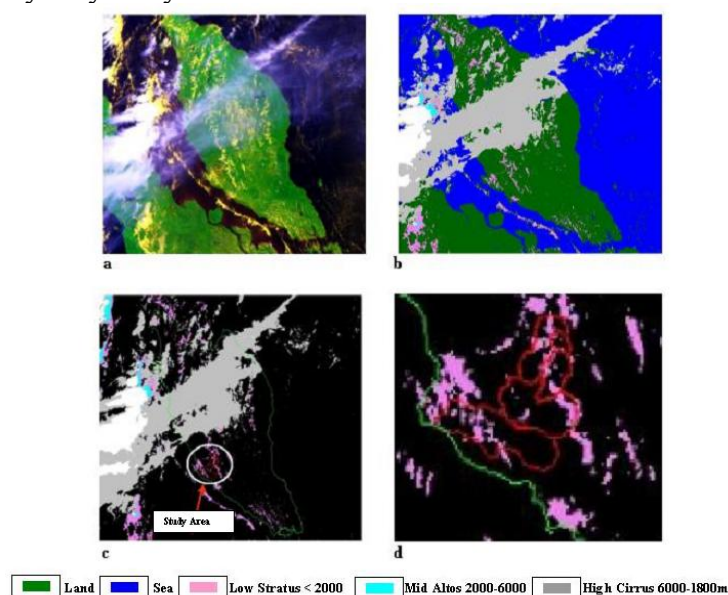 a
b
Study Area
c
d
Land
Sea
Low Stratus < 2000
Mid Altos 2000-6000
High Cirrus 6000-1800m